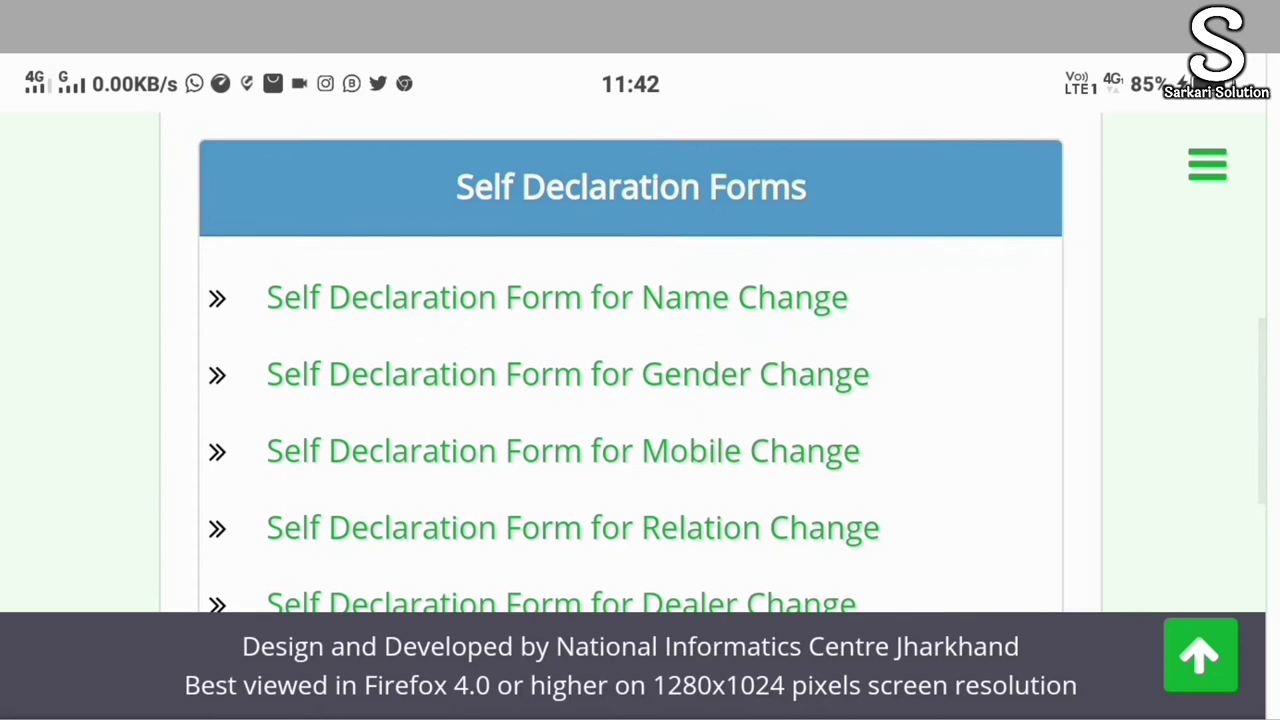 S
Sarkari Solution
4G G 0.00KB/s 11:42 Vo)) LTE1 4G 85%
Self Declaration Forms
» Self Declaration Form for Name Change
» Self Declaration Form for Gender Change
» Self Declaration Form for Mobile Change
» Self Declaration Form for Relation Change
» Self Declaration Form for Dealer Change
Design and Developed by National Informatics Centre Jharkhand
Best viewed in Firefox 4.0 or higher on 1280x1024 pixels screen resolution